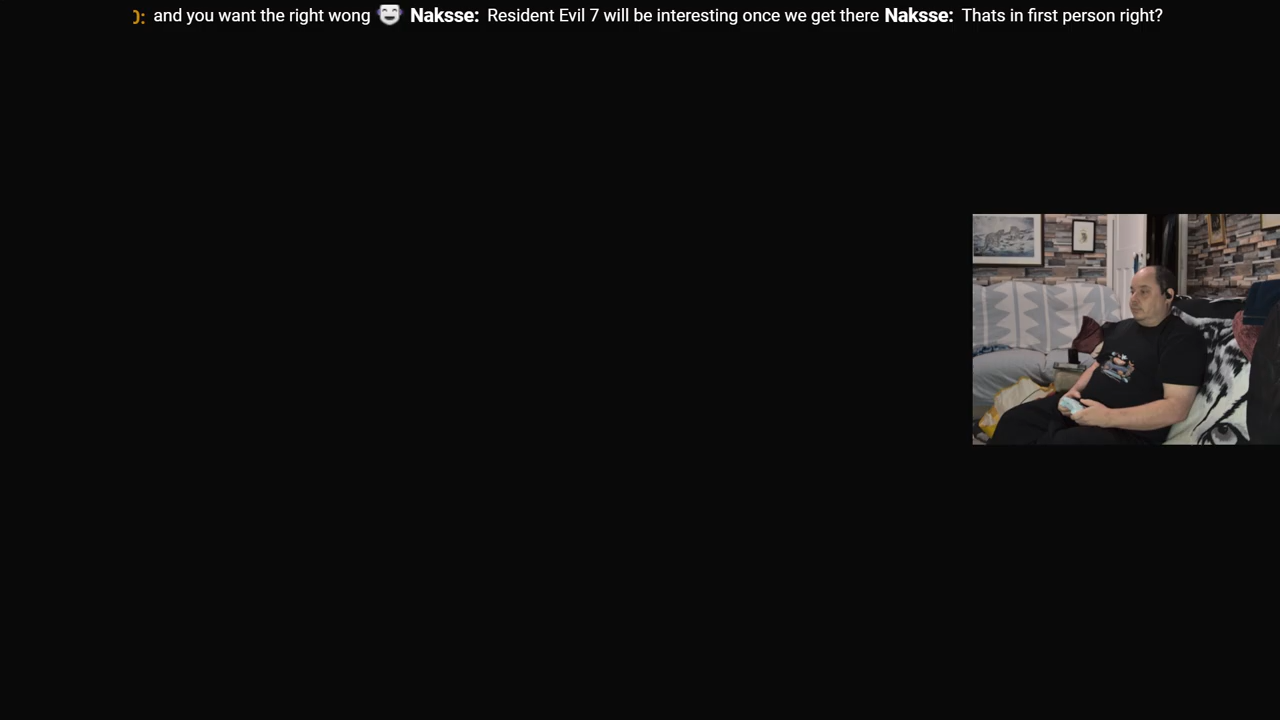 ): and you want the right wong Naksse: Resident Evil 7 will be interesting once we get there Naksse: Thats in first person right?